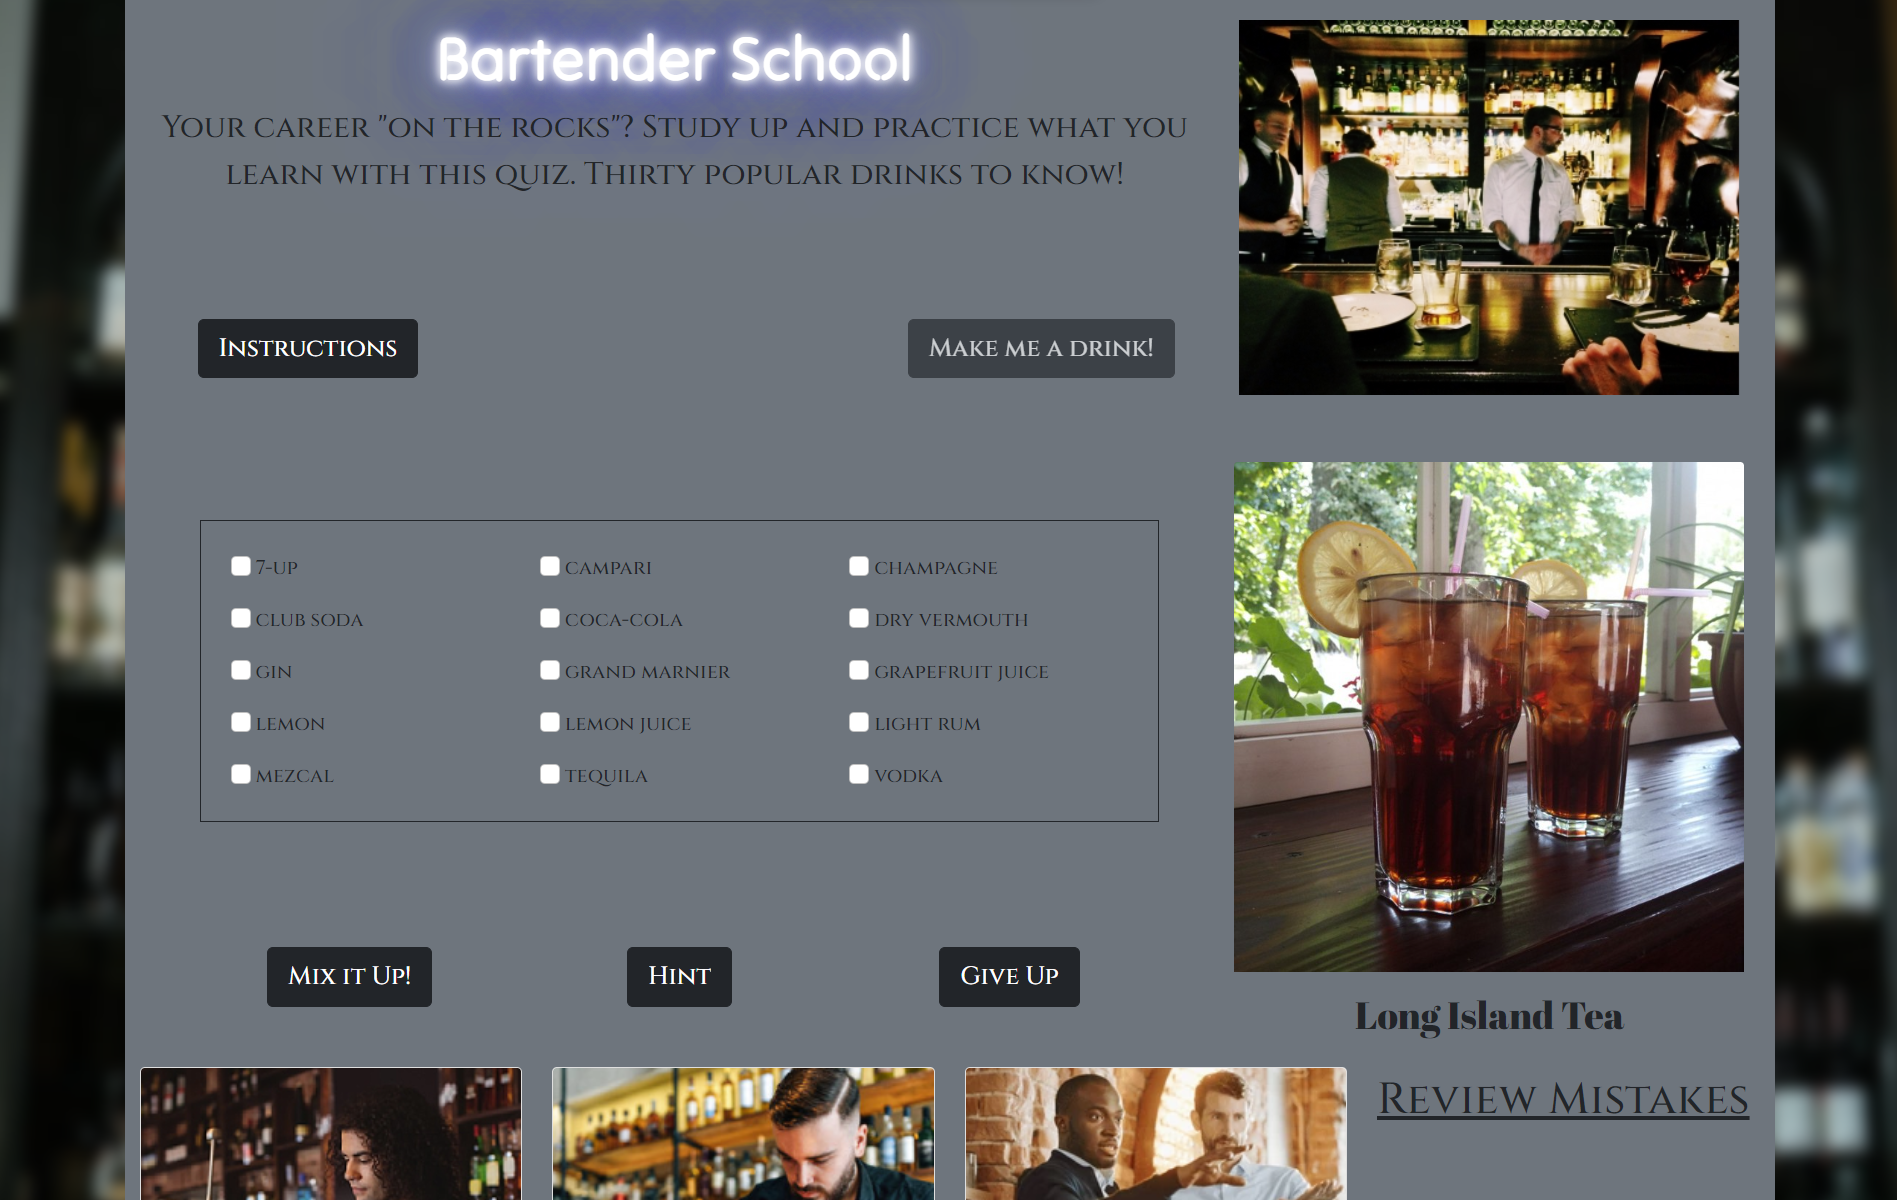 Bartender School
Your career "on the rocks"? Study up and practice what you
learn with this quiz. Thirty popular drinks to know!
Instructions
Make me a drink!
7-up
campari
champagne
club soda
coca-cola
dry vermouth
gin
grand marnier
grapefruit juice
lemon
lemon juice
light rum
mezcal
tequila
vodka
Mix it Up!
Hint
Give Up
Long Island Tea
Review Mistakes